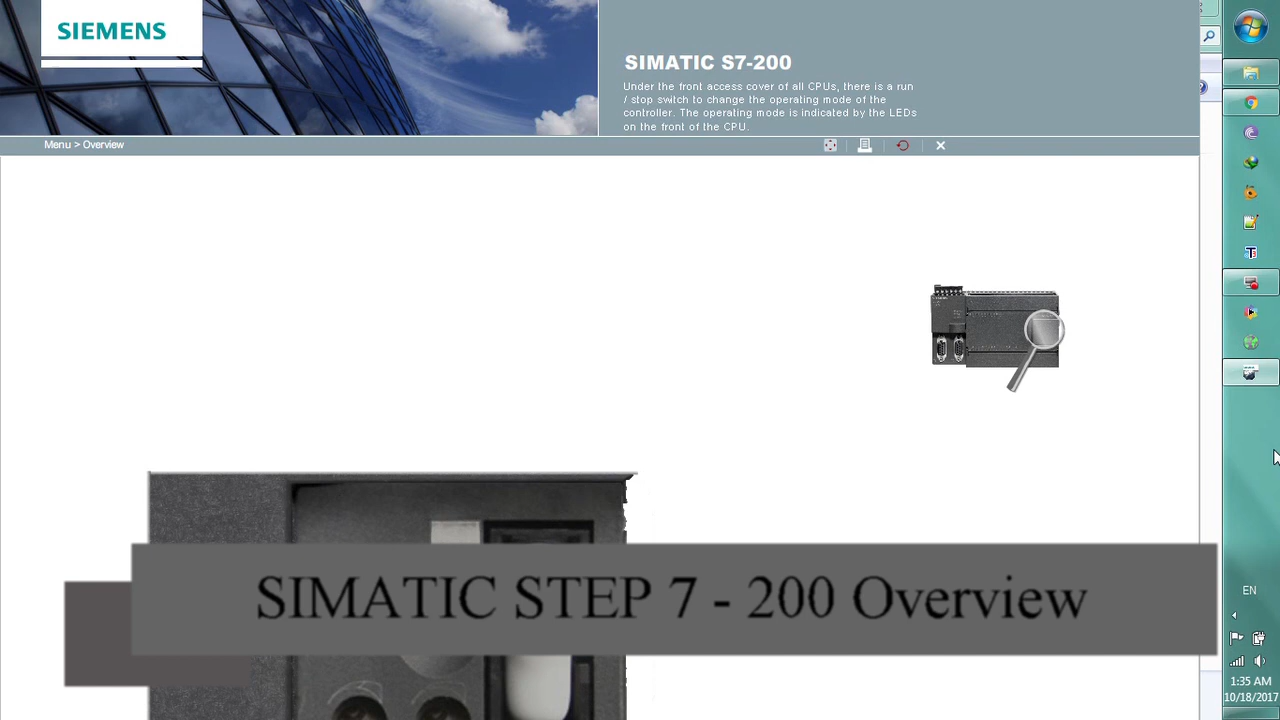 SIEMENS
SIMATIC S7-200
Under the front access cover of all CPUs, there is a run
/ stop switch to change the operating mode of the
controller. The operating mode is indicated by the LEDs
on the front of the CPU.
Menu > Overview
SIMATIC STEP 7 - 200 Overview
EN
1:35 AM
10/18/2017